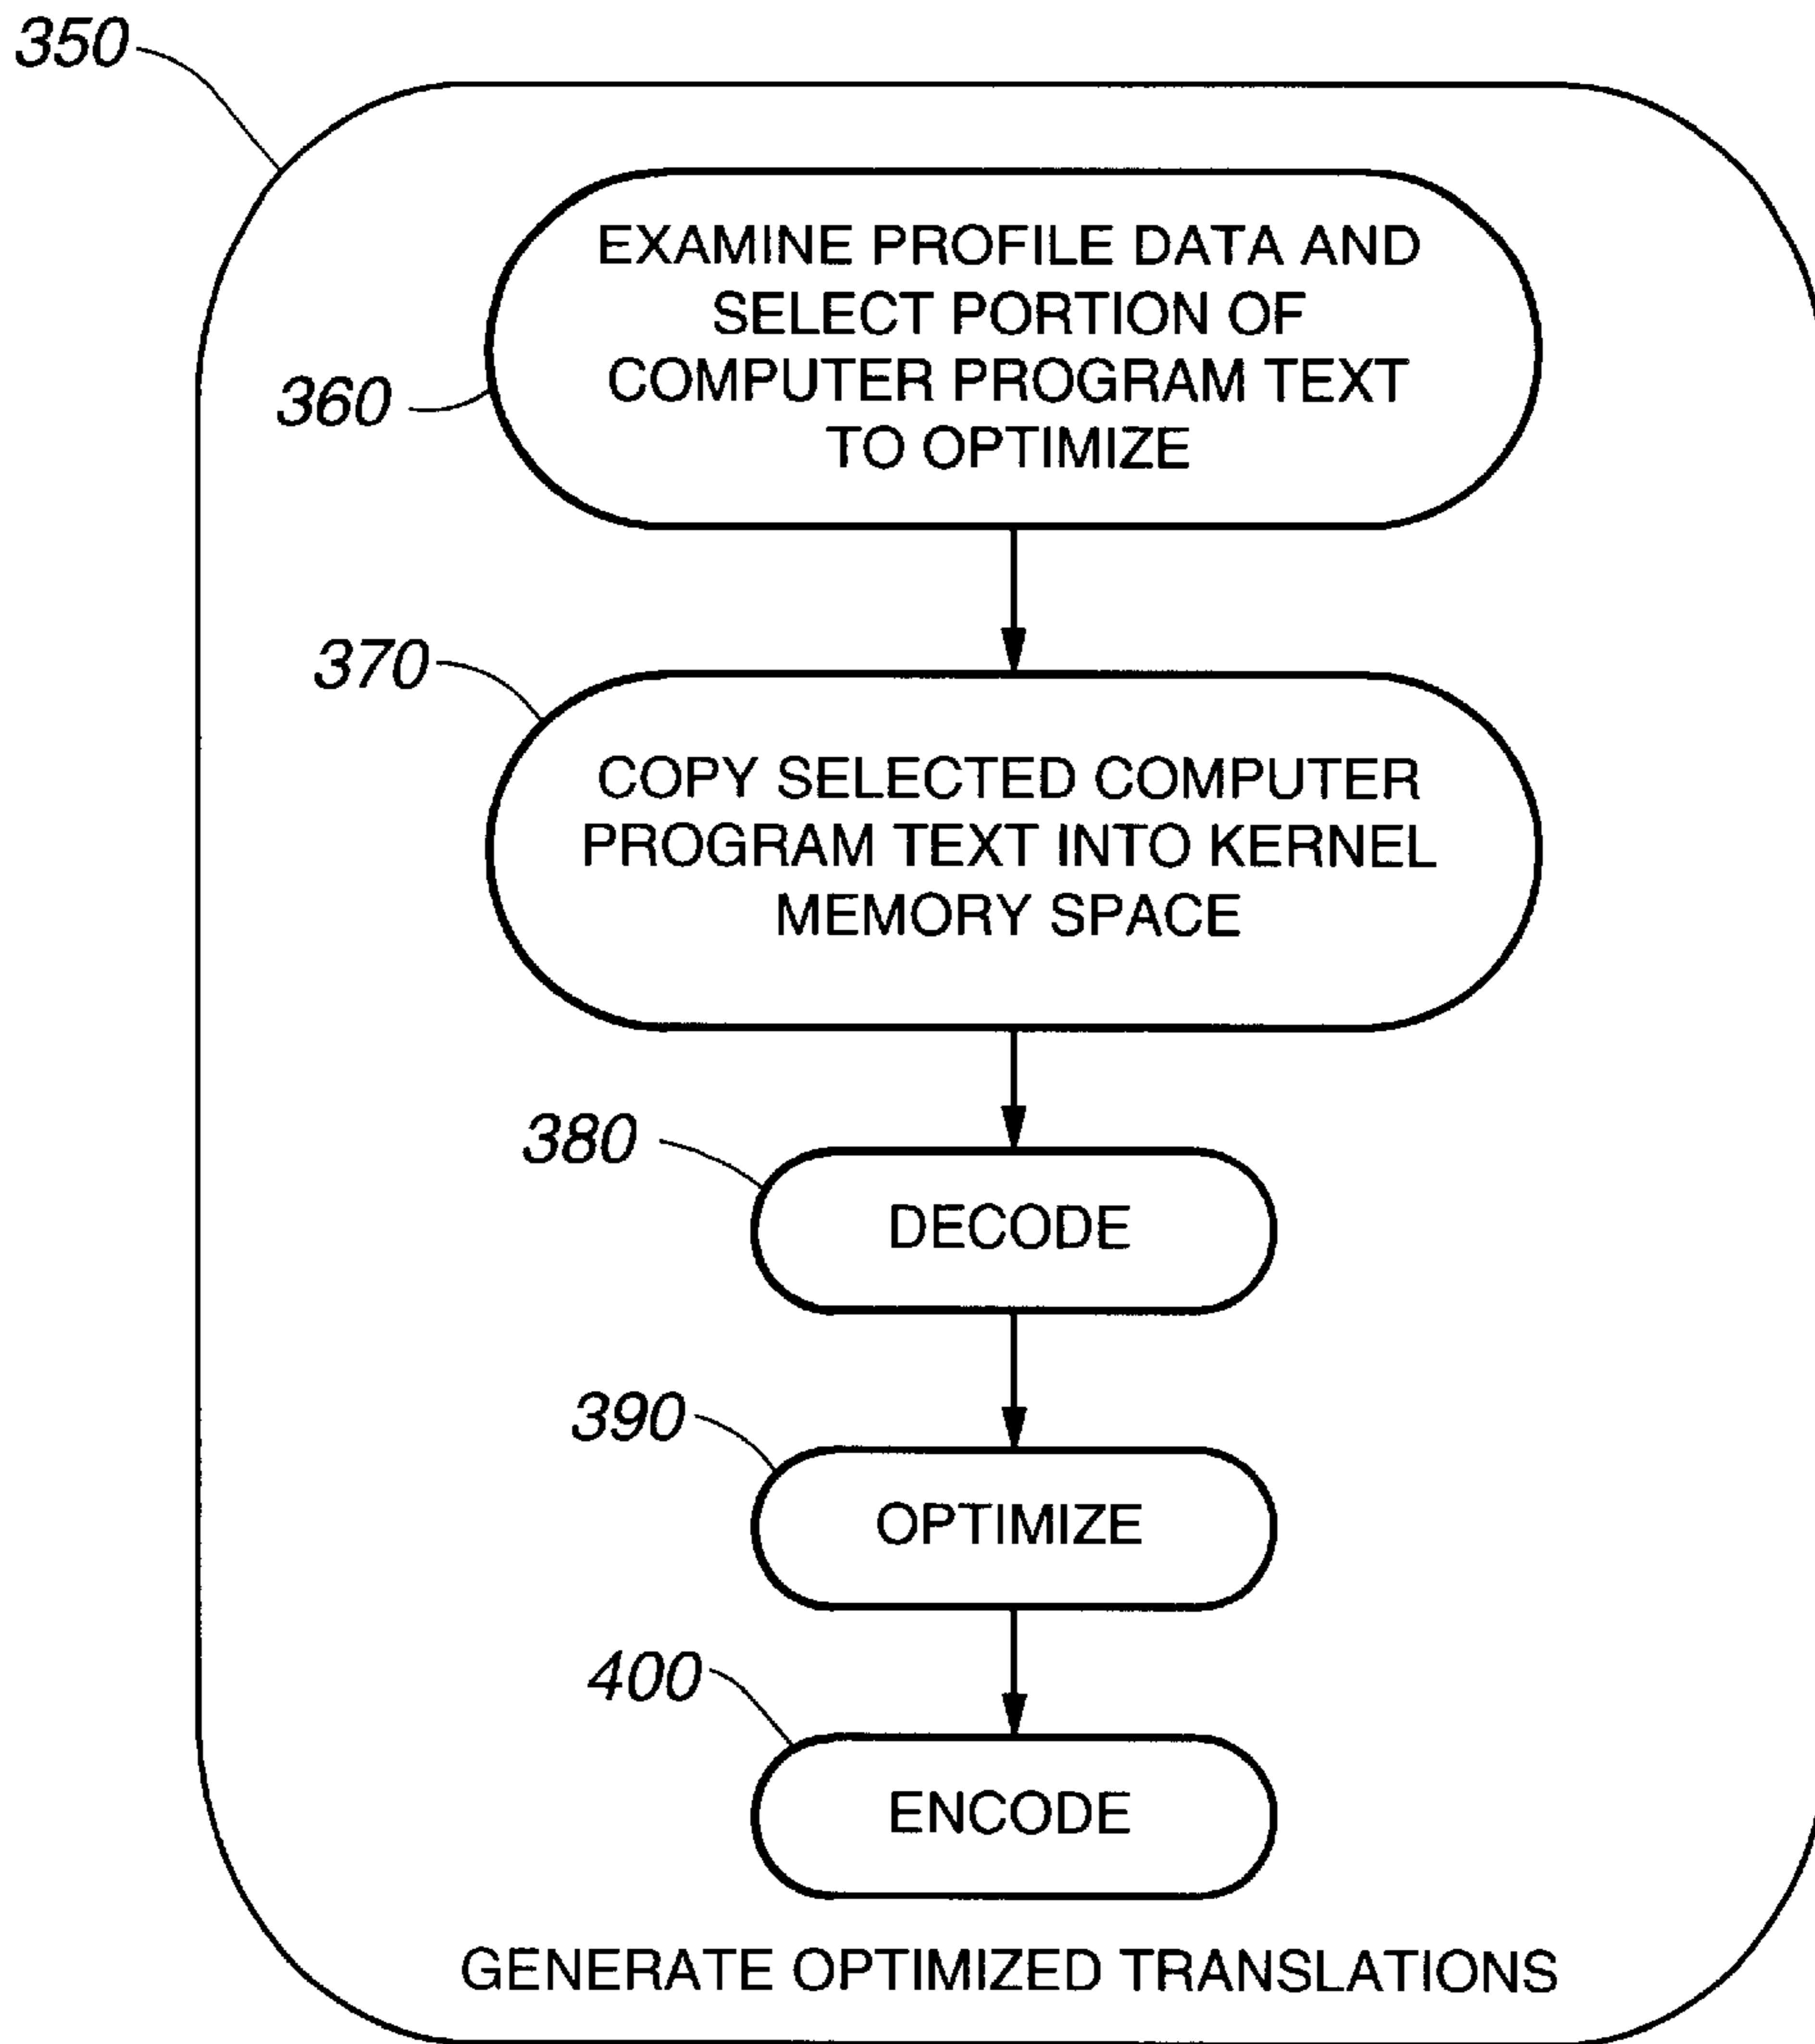 350
EXAMINE PROFILE DATA AND
SELECT PORTION OF
COMPUTER PROGRAM TEXT
TO OPTIMIZE
360
370
COPY SELECTED COMPUTER
PROGRAM TEXT INTO KERNEL
MEMORY SPACE
380
DECODE
390
OPTIMIZE
400
ENCODE
GENERATE OPTIMIZED TRANSLATIONS